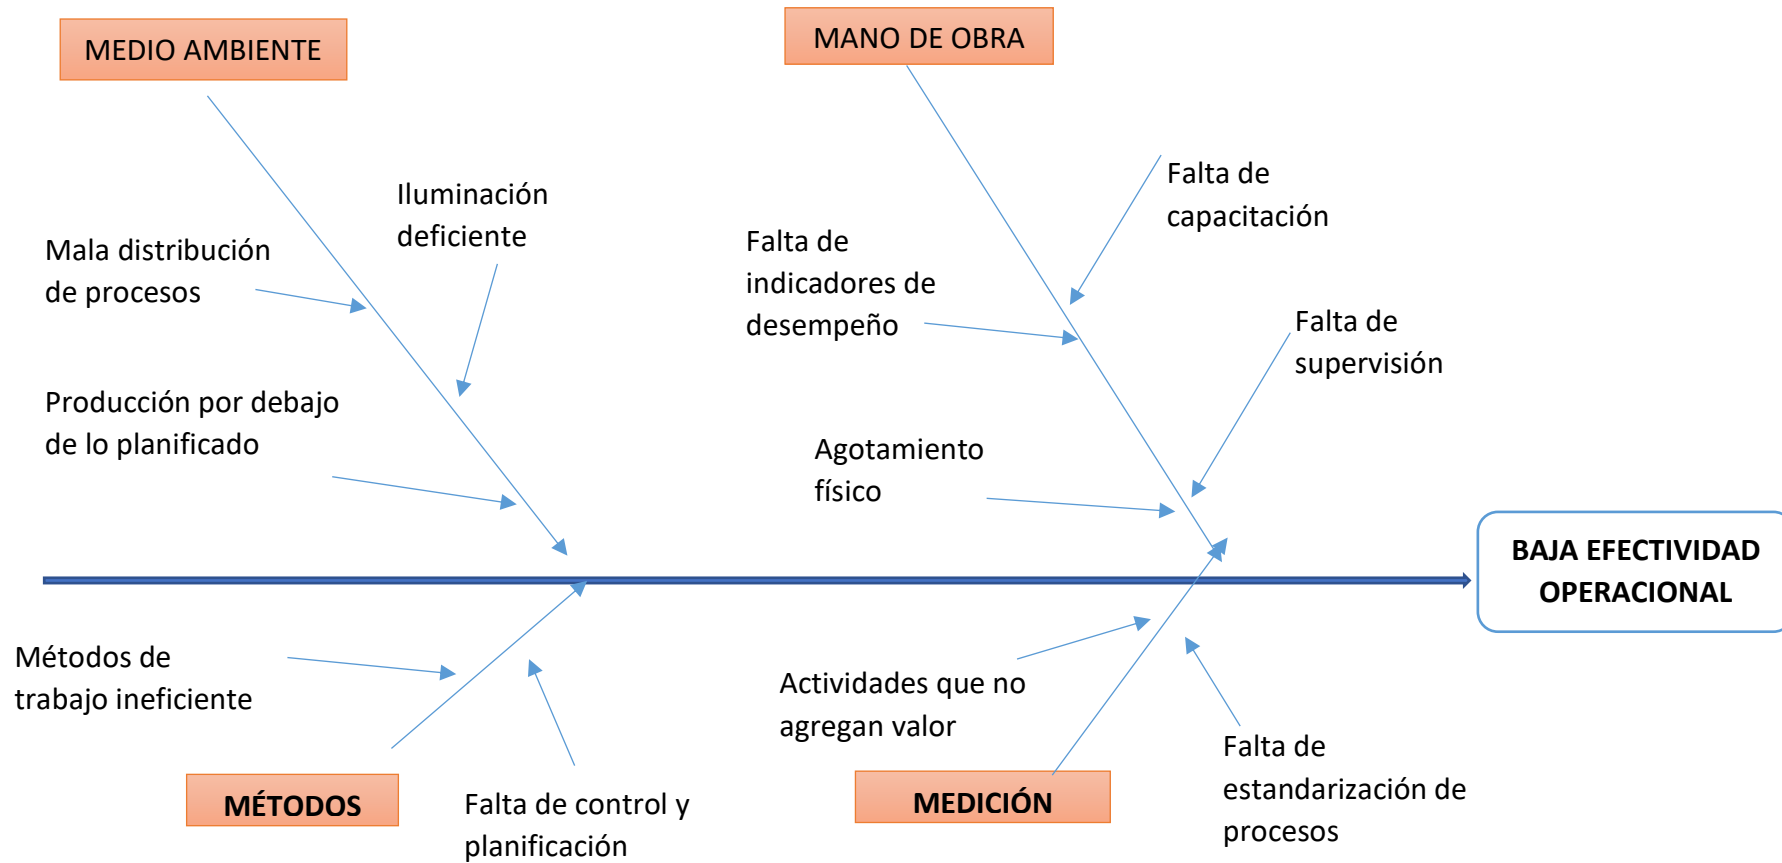 MEDIO AMBIENTE
MANO DE OBRA
Iluminación
deficiente
Mala distribución
de procesos
Producción por debajo
de lo planificado
Falta de
capacitación
Falta de
indicadores de
desempeño
Falta de
supervisión
Agotamiento
físico
BAJA EFECTIVIDAD
OPERACIONAL
Métodos de
trabajo ineficiente
MÉTODOS
Falta de control y
planificación
Actividades que no
agregan valor
MEDICIÓN
Falta de
estandarización de
procesos